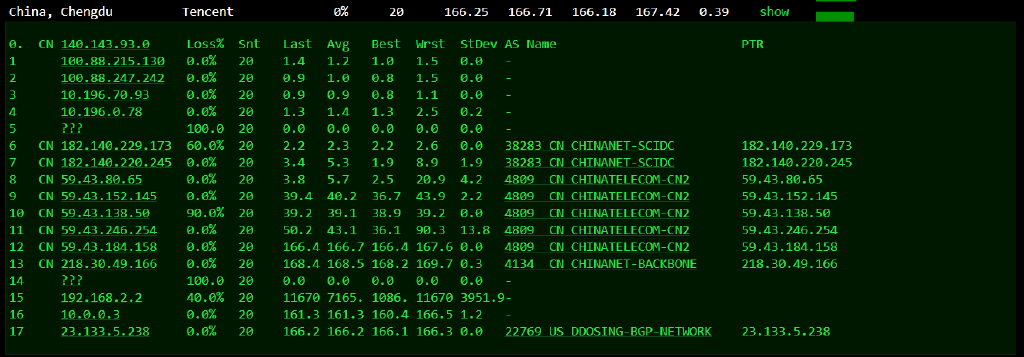 China, Chengdu Tencent 0% 20 166.25 166.71 166.18 167.42 0.39 show
0. CN 140.143.93.0 Loss% Snt Last Avg Best Wrst StDev AS Name PTR
1 100.88.215.130 0.0% 20 1.4 1.2 1.0 1.5 0.0 -
2 100.88.247.242 0.0% 20 0.9 1.0 0.8 1.5 0.0 -
3 10.196.70.93 0.0% 20 0.9 0.9 0.8 1.1 0.0 -
4 10.196.0.78 0.0% 20 1.3 1.4 1.3 2.5 0.2 -
5 ??? 100.0 20 0.0 0.0 0.0 0.0 0.0 -
6 CN 182.140.229.173 60.0% 20 2.2 2.3 2.2 2.6 0.0 38283 CN CHINANET-SCIDC 182.140.229.173
7 CN 182.140.220.245 0.0% 20 3.4 5.3 1.9 8.9 1.9 38283 CN CHINANET-SCIDC 182.140.220.245
8 CN 59.43.80.65 0.0% 20 3.8 5.7 2.5 20.9 4.2 4809 CN CHINATELECOM-CN2 59.43.80.65
9 CN 59.43.152.145 0.0% 20 39.4 40.2 36.7 43.9 2.2 4809 CN CHINATELECOM-CN2 59.43.152.145
10 CN 59.43.138.50 90.0% 20 39.2 39.1 38.9 39.2 0.0 4809 CN CHINATELECOM-CN2 59.43.138.50
11 CN 59.43.246.254 0.0% 20 50.2 43.1 36.1 90.3 13.8 4809 CN CHINATELECOM-CN2 59.43.246.254
12 CN 59.43.184.158 0.0% 20 166.4 166.7 166.4 167.6 0.0 4809 CN CHINATELECOM-CN2 59.43.184.158
13 CN 218.30.49.166 0.0% 20 168.4 168.5 168.2 169.7 0.3 4134 CN CHINANET-BACKBONE 218.30.49.166
14 ??? 100.0 20 0.0 0.0 0.0 0.0 0.0 -
15 192.168.2.2 40.0% 20 11670 7165. 1086. 11670 3951.9-
16 10.0.0.3 0.0% 20 161.3 161.3 160.4 166.5 1.2 -
17 23.133.5.238 0.0% 20 166.2 166.2 166.1 166.3 0.0 22769 US DDOSING-BGP-NETWORK 23.133.5.238